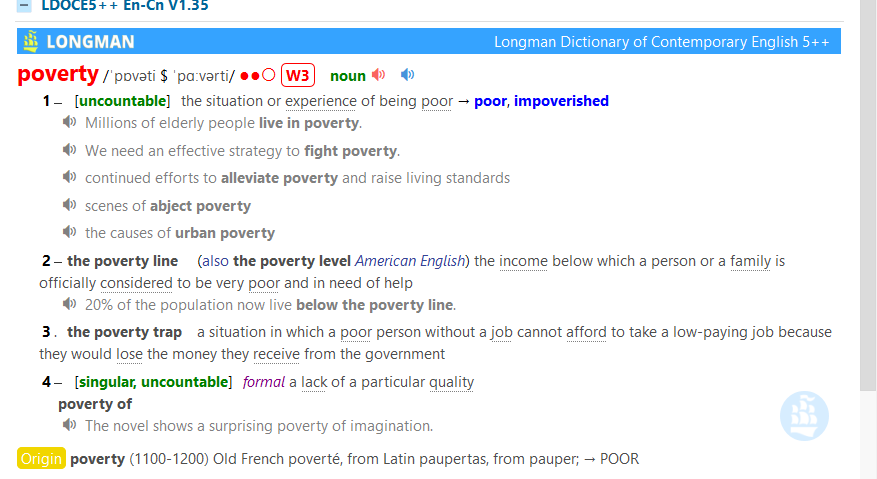 LDOCE5++ En-Cn V1.35
LONGMAN Longman Dictionary of Contemporary English 5++
poverty /ˈpɒvəti $ ˈpɑːvərti/ ●●○ W3 noun
1 – [uncountable] the situation or experience of being poor → poor, impoverished
Millions of elderly people live in poverty.
We need an effective strategy to fight poverty.
continued efforts to alleviate poverty and raise living standards
scenes of abject poverty
the causes of urban poverty
2 – the poverty line (also the poverty level American English) the income below which a person or a family is
officially considered to be very poor and in need of help
20% of the population now live below the poverty line.
3 . the poverty trap a situation in which a poor person without a job cannot afford to take a low-paying job because
they would lose the money they receive from the government
4 – [singular, uncountable] formal a lack of a particular quality
poverty of
The novel shows a surprising poverty of imagination.
Origin poverty (1100-1200) Old French poverté, from Latin paupertas, from pauper; → POOR